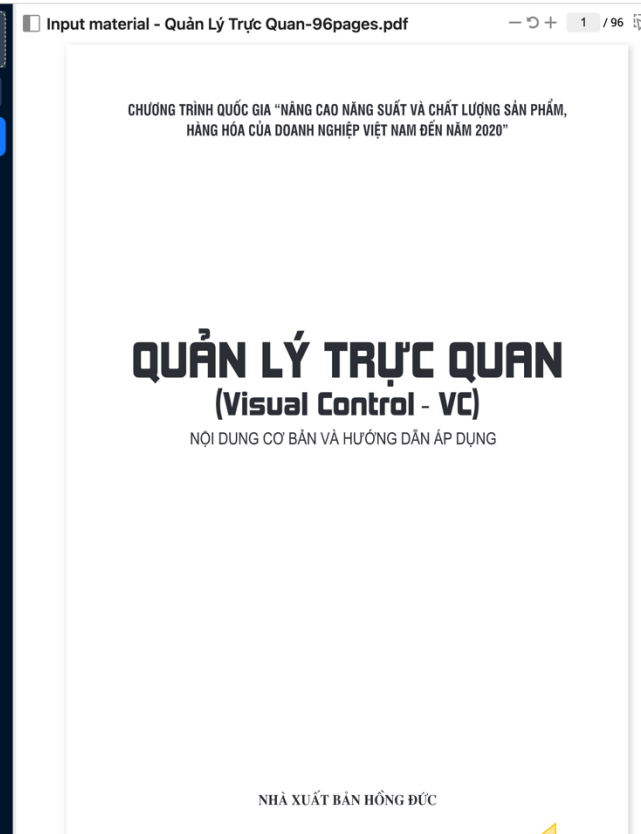 Input material - Quản Lý Trực Quan-96pages.pdf
1 / 96
CHƯƠNG TRÌNH QUỐC GIA “NÂNG CAO NĂNG SUẤT VÀ CHẤT LƯỢNG SẢN PHẨM,
HÀNG HÓA CỦA DOANH NGHIỆP VIỆT NAM ĐẾN NĂM 2020”
QUẢN LÝ TRỰC QUAN
(Visual Control - VC)
NỘI DUNG CƠ BẢN VÀ HƯỚNG DẪN ÁP DỤNG
NHÀ XUẤT BẢN HỒNG ĐỨC